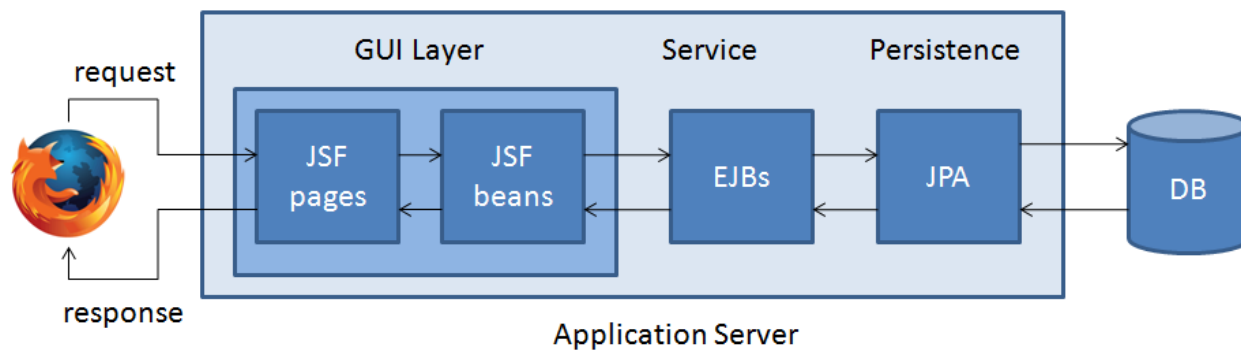 GUI Layer
Service
Persistence
request
JSF
pages
JSF
beans
EJBs
JPA
DB
response
Application Server